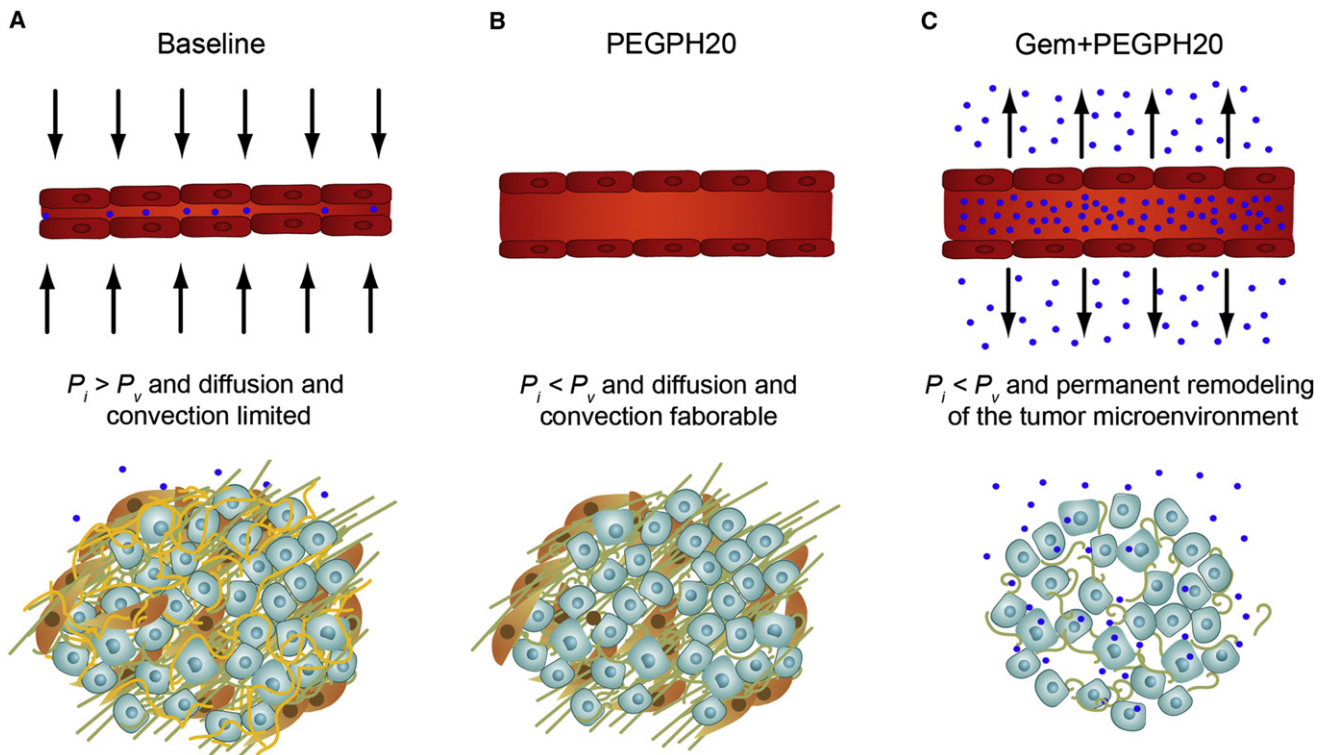 A
Baseline
Pi > Pv and diffusion and
convection limited
B
PEGPH20
Pi < Pv and diffusion and
convection faborable
C
Gem+PEGPH20
Pi < Pv and permanent remodeling
of the tumor microenvironment